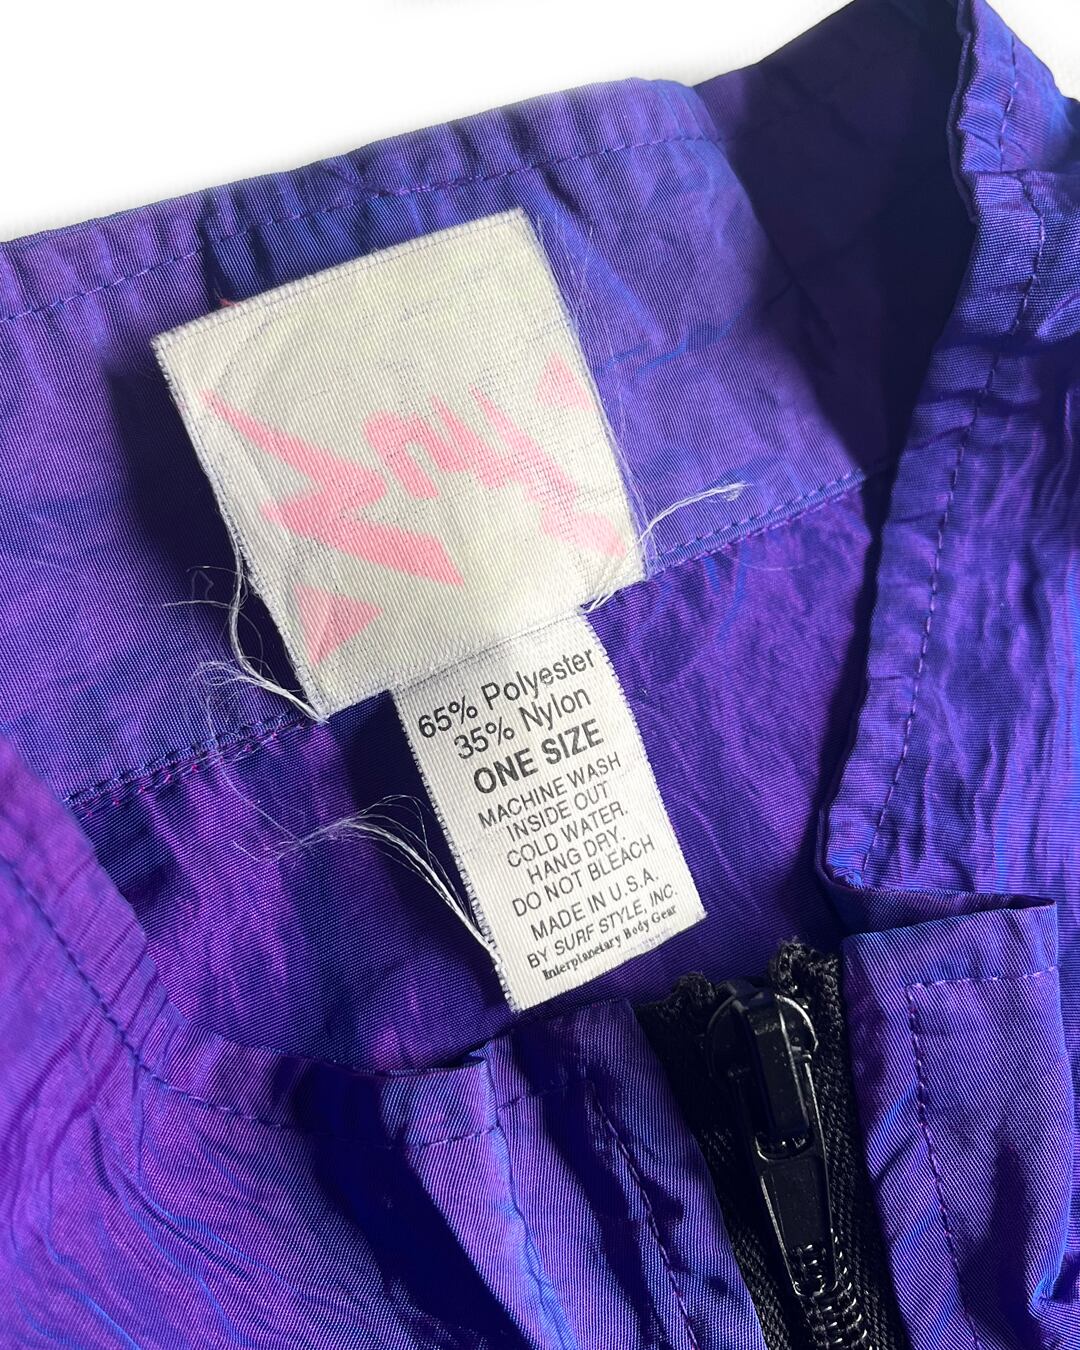 65% Polyester
35% Nylon
ONE SIZE
MACHINE WASH
INSIDE OUT
COLD WATER.
HANG DRY.
DO NOT BLEACH
MADE IN U.S.A.
BY SURF STYLE, INC.
Interplanetary Body Gear